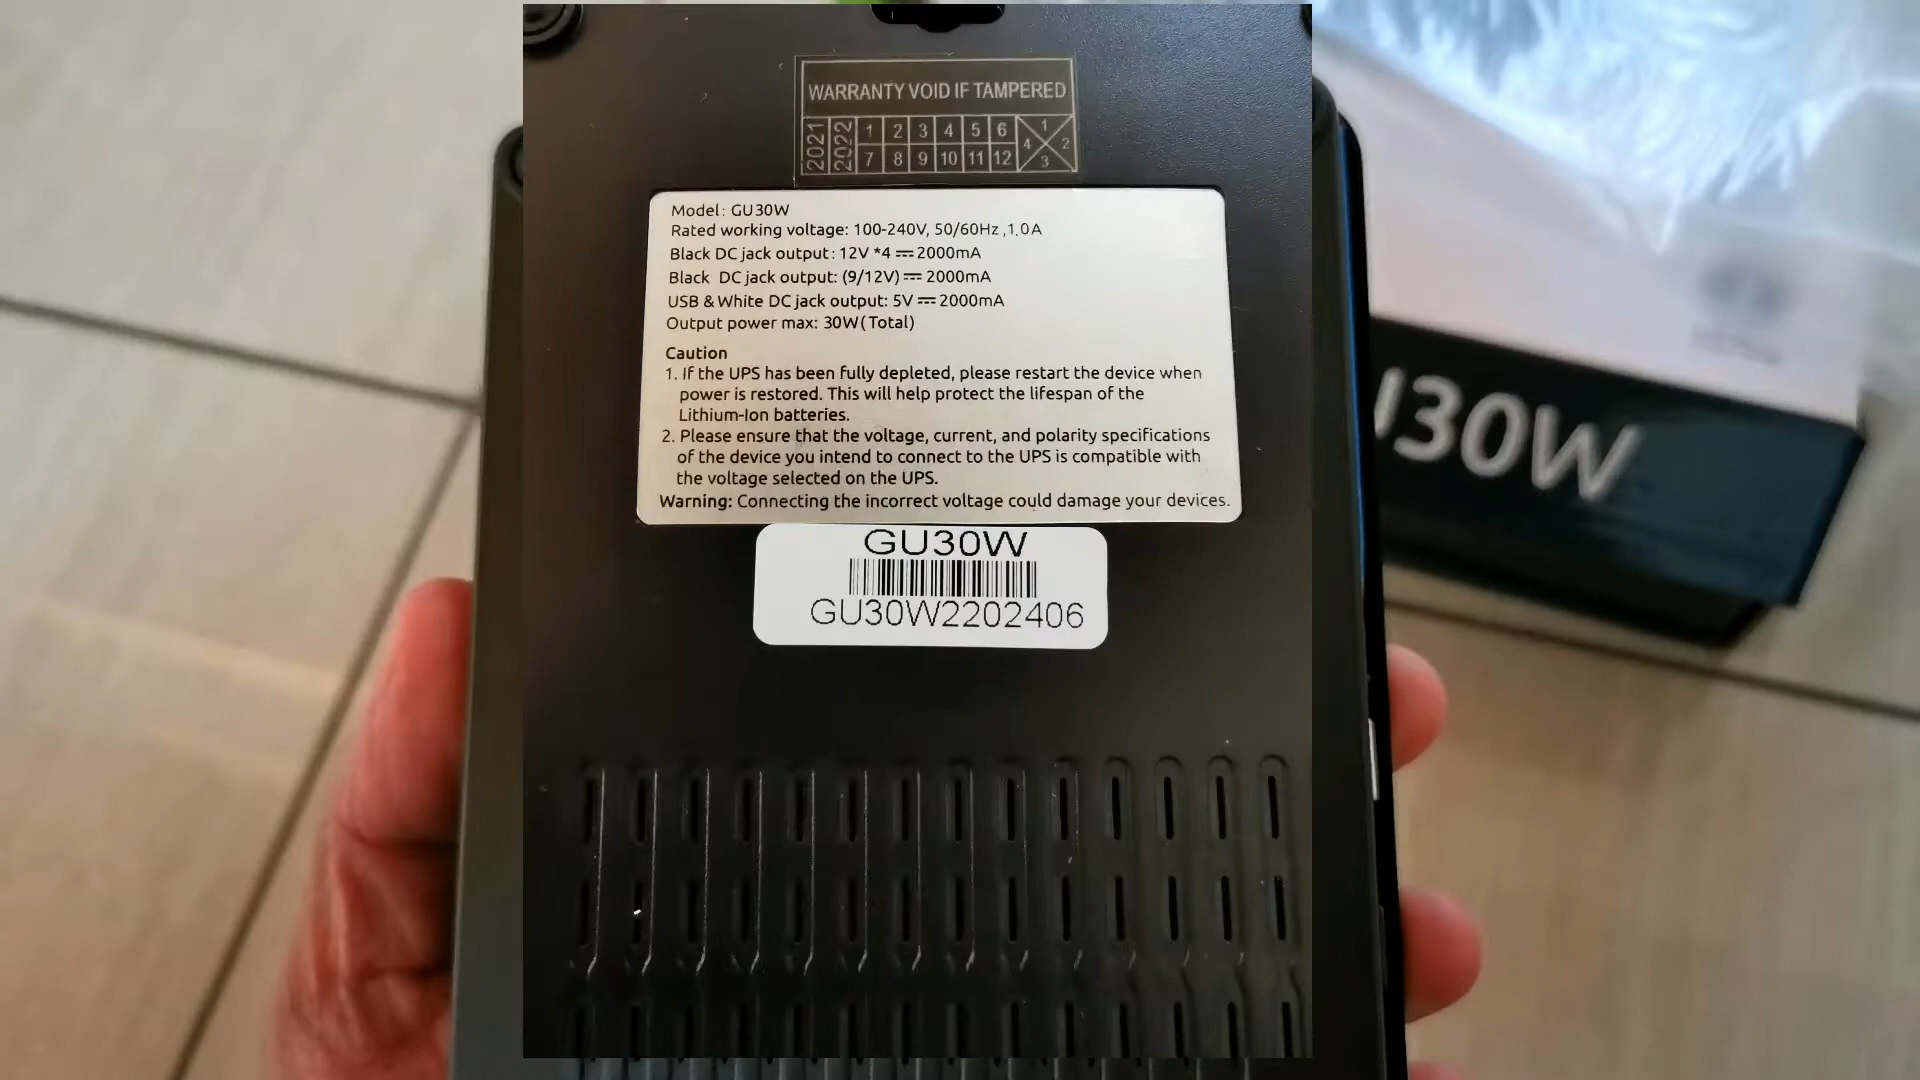 WARRANTY VOID IF TAMPERED
2021 2022 1 2 3 4 5 6 1 2 3 4
7 8 9 10 11 12
Model: GU30W
Rated working voltage: 100-240V, 50/60Hz ,1.0A
Black DC jack output: 12V *4 ⎓ 2000mA
Black DC jack output: (9/12V) ⎓ 2000mA
USB & White DC jack output: 5V ⎓ 2000mA
Output power max: 30W(Total)
Caution
1. If the UPS has been fully depleted, please restart the device when
power is restored. This will help protect the lifespan of the
Lithium-Ion batteries.
2. Please ensure that the voltage, current, and polarity specifications
of the device you intend to connect to the UPS is compatible with
the voltage selected on the UPS.
Warning: Connecting the incorrect voltage could damage your devices.
GU30W
GU30W2202406
U30W